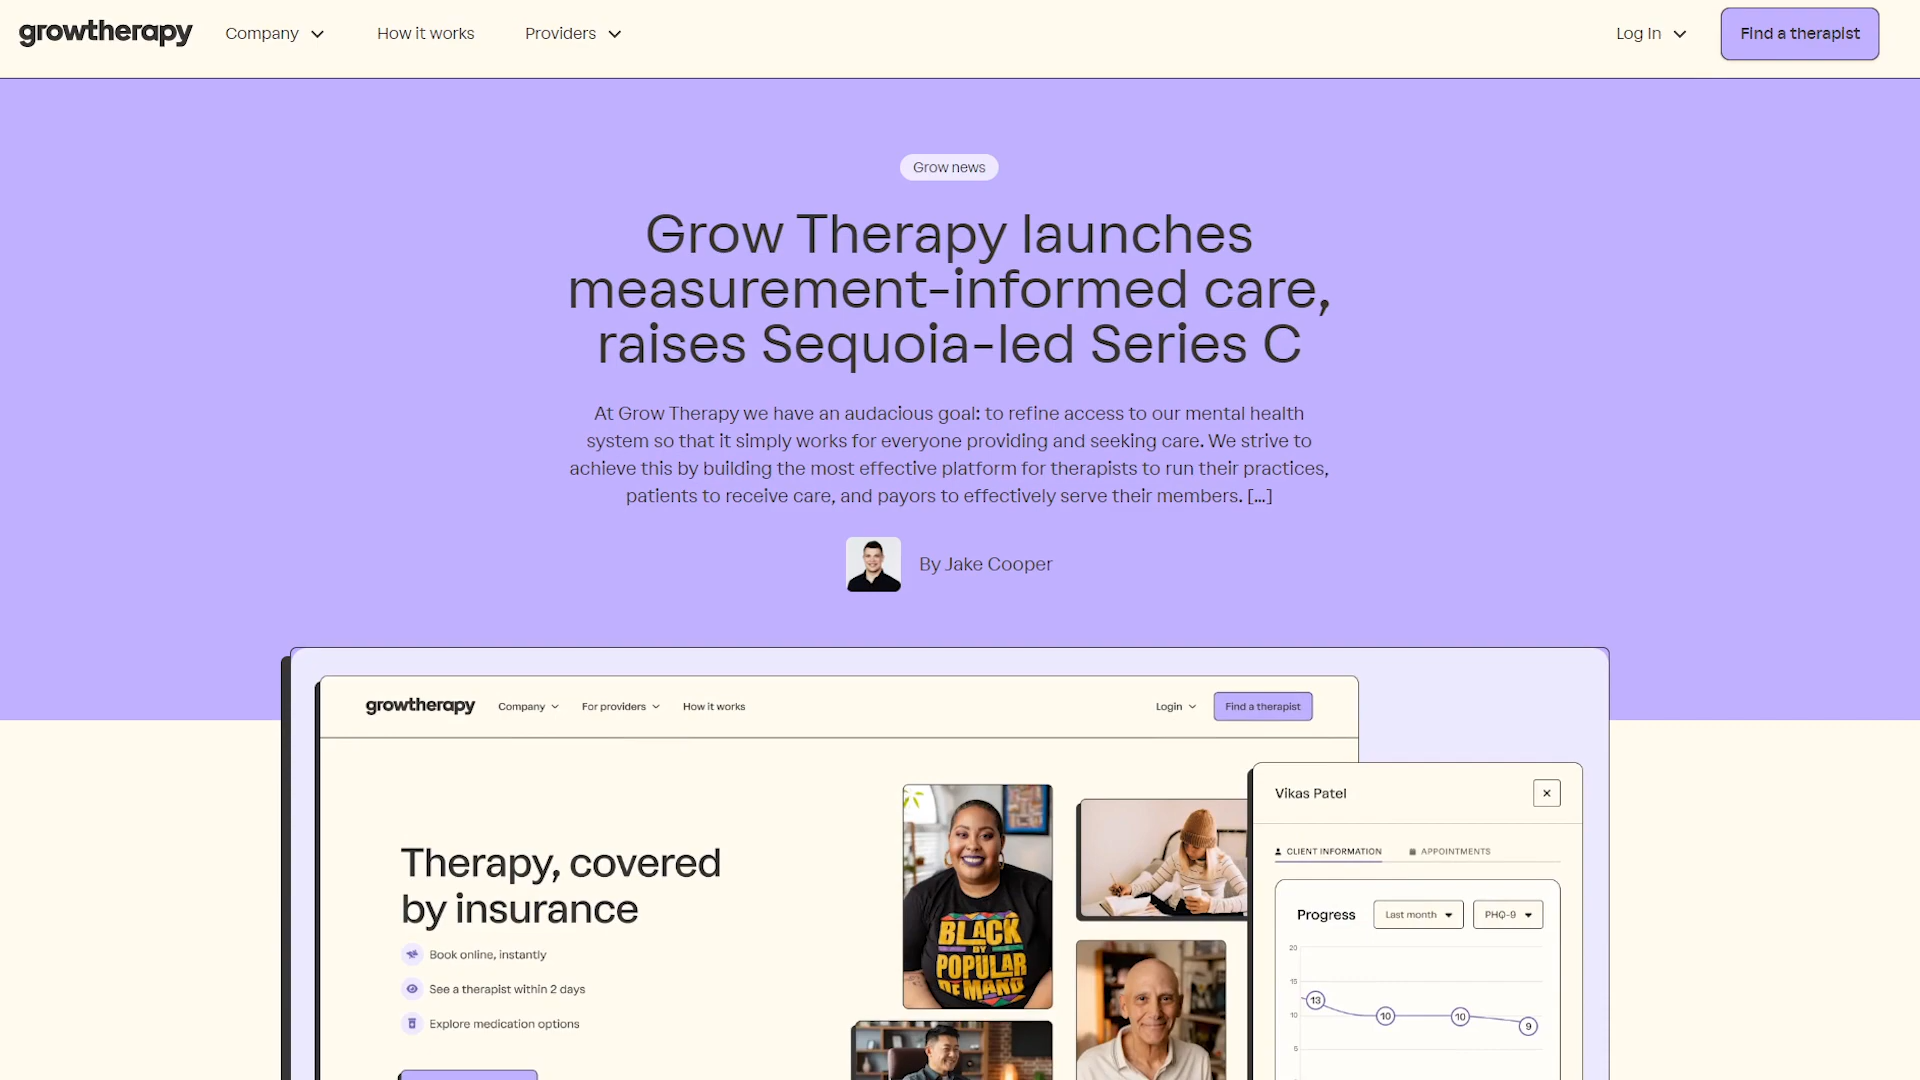 growtherapy
Company
How it works
Providers
Log In
Find a therapist
Grow news
Grow Therapy launches
measurement-informed care,
raises Sequoia-led Series C
At Grow Therapy we have an audacious goal: to refine access to our mental health
system so that it simply works for everyone providing and seeking care. We strive to
achieve this by building the most effective platform for therapists to run their practices,
patients to receive care, and payors to effectively serve their members. [...]
By Jake Cooper
growtherapy
Company
For providers
How it works
Login
Find a therapist
Therapy, covered
by insurance
Book online, instantly
See a therapist within 2 days
Explore medication options
BLACK
BY
POPULAR
DEMAND
Vikas Patel
CLIENT INFORMATION
APPOINTMENTS
Progress
Last month
PHQ-9
20
15
10
5
13
10
10
9